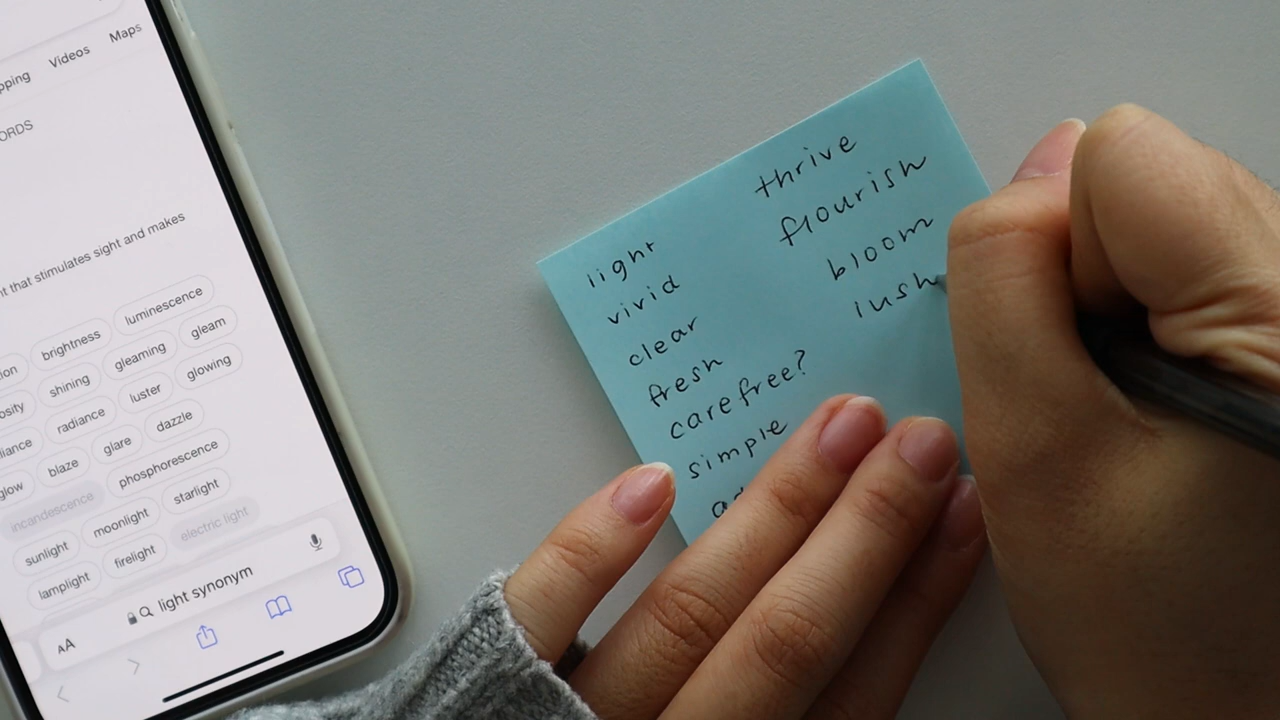 Videos Maps
nt that stimulates sight and makes
brightness luminescence
shining gleaming gleam
radiance luster glowing
glow blaze glare dazzle
incandescence phosphorescence
sunlight moonlight starlight
lamplight firelight electric light
AA light synonym
light
vivid
clear
fresh
carefree?
simple
thrive
flourish
bloom
lush